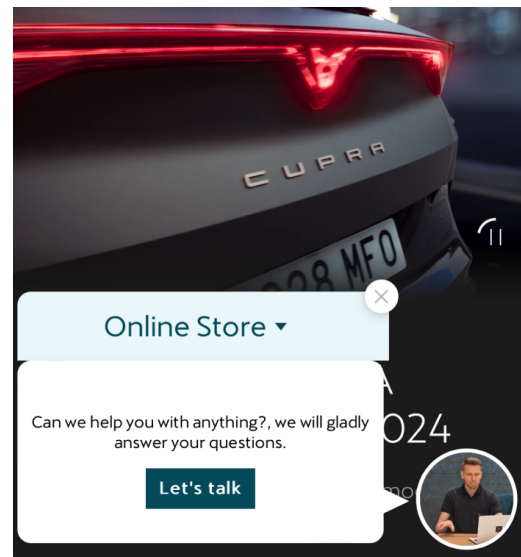 CUPRA
028 MFO
Online Store
A
2024
Can we help you with anything?, we will gladly
answer your questions.
Let's talk